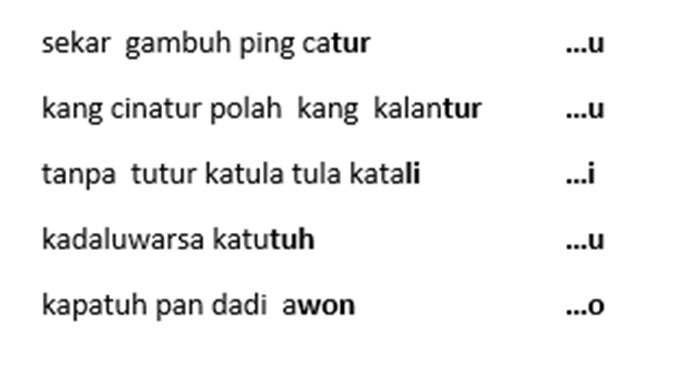 sekar gambuh ping catur ...u
kang cinatur polah kang kalantur ...u
tanpa tutur katula tula katali ...i
kadaluwarsa katutuh ...u
kapatuh pan dadi awon ...o